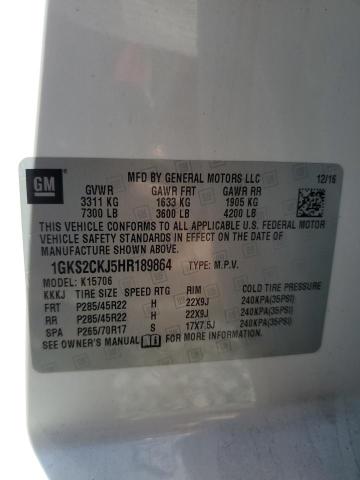 GM
MFD BY GENERAL MOTORS LLC 12/16
GVWR GAWR FRT GAWR RR
3311 KG 1633 KG 1905 KG
7300 LB 3600 LB 4200 LB
THIS VEHICLE CONFORMS TO ALL APPLICABLE U.S. FEDERAL MOTOR
VEHICLE SAFETY AND THEFT PREVENTION STANDARDS IN EFFECT ON THE DATE OF
MANUFACTURE SHOWN ABOVE.
1GKS2CKJ5HR189864 TYPE: M.P.V.
MODEL: K15706
KKKJ TIRE SIZE SPEED RTG RIM COLD TIRE PRESSURE
FRT P285/45R22 H 22X9J 240KPA(35PSI)
RR P285/45R22 H 22X9J 240KPA(35PSI)
SPA P265/70R17 S 17X7.5J 240KPA(35PSI)
SEE OWNER'S MANUAL FOR MORE INFORMATION.